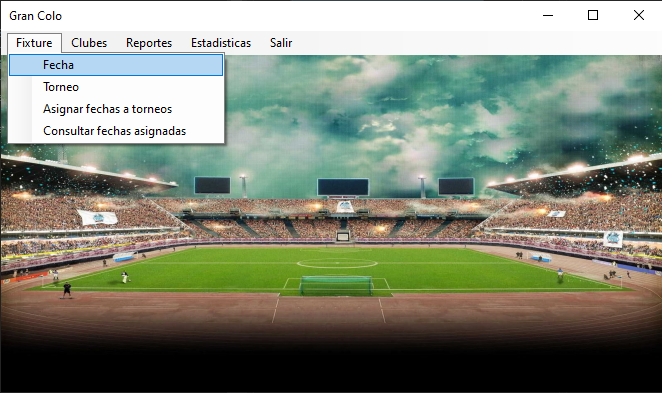 Gran Colo
Fixture Clubes Reportes Estadisticas Salir
Fecha
Torneo
Asignar fechas a torneos
Consultar fechas asignadas